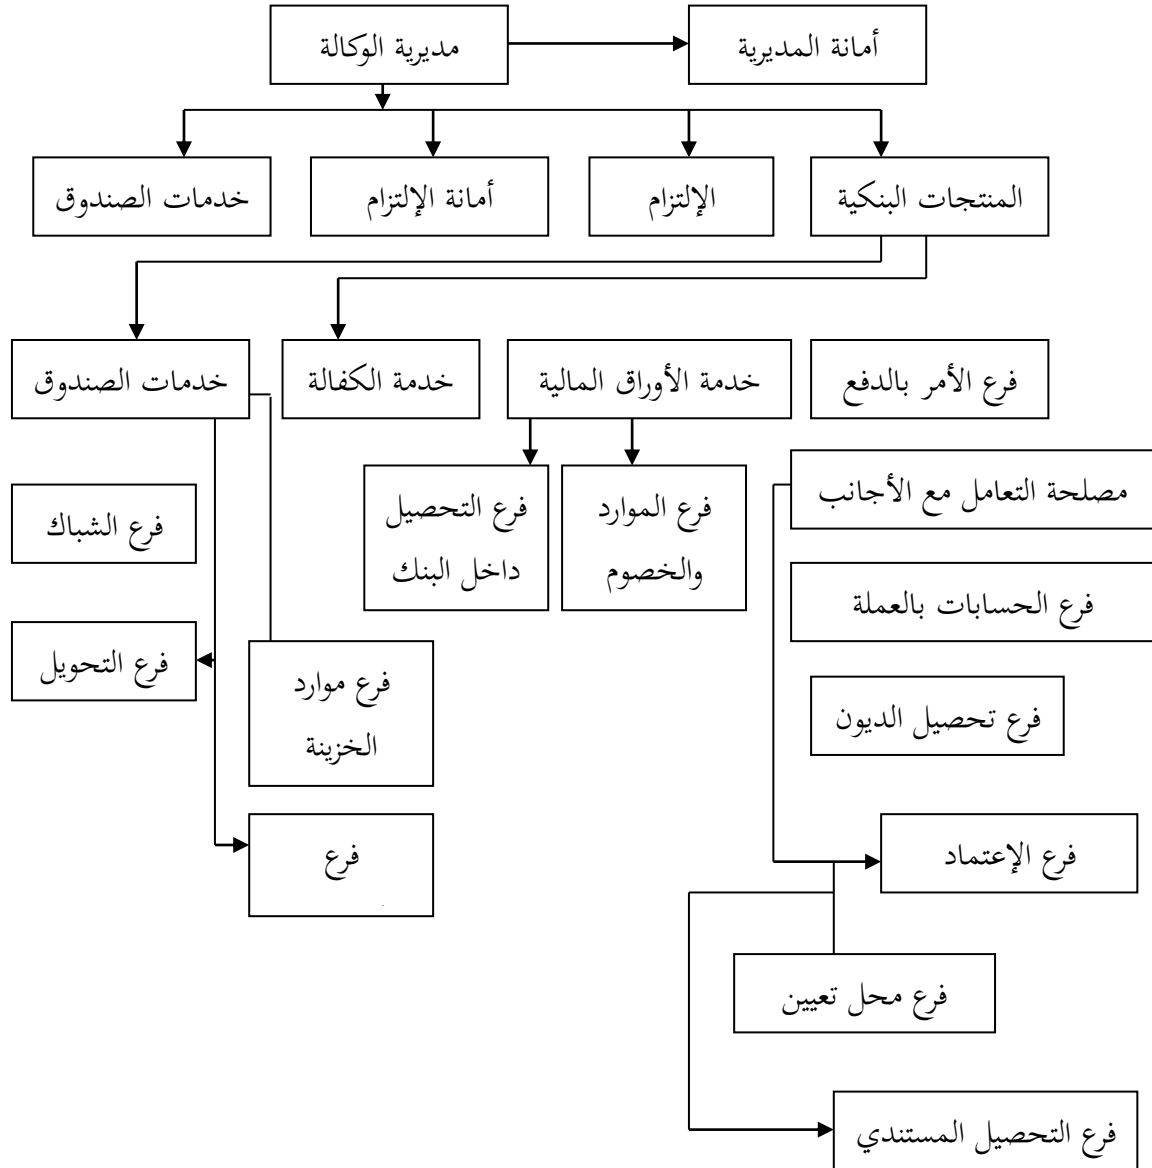 مديرية الوكالة
أمانة المديرية
المنتجات البنكية
الإلتزام
أمانة الإلتزام
خدمات الصندوق
فرع الأمر بالدفع
خدمة الأوراق المالية
خدمة الكفالة
خدمات الصندوق
مصلحة التعامل مع الأجانب
فرع الموارد
والخصوم
فرع التحصيل
داخل البنك
فرع الشباك
فرع الحسابات بالعملة
فرع التحويل
فرع موارد
الخزينة
فرع تحصيل الديون
فرع الإعتماد
فرع
فرع محل تعيين
فرع التحصيل المستندي